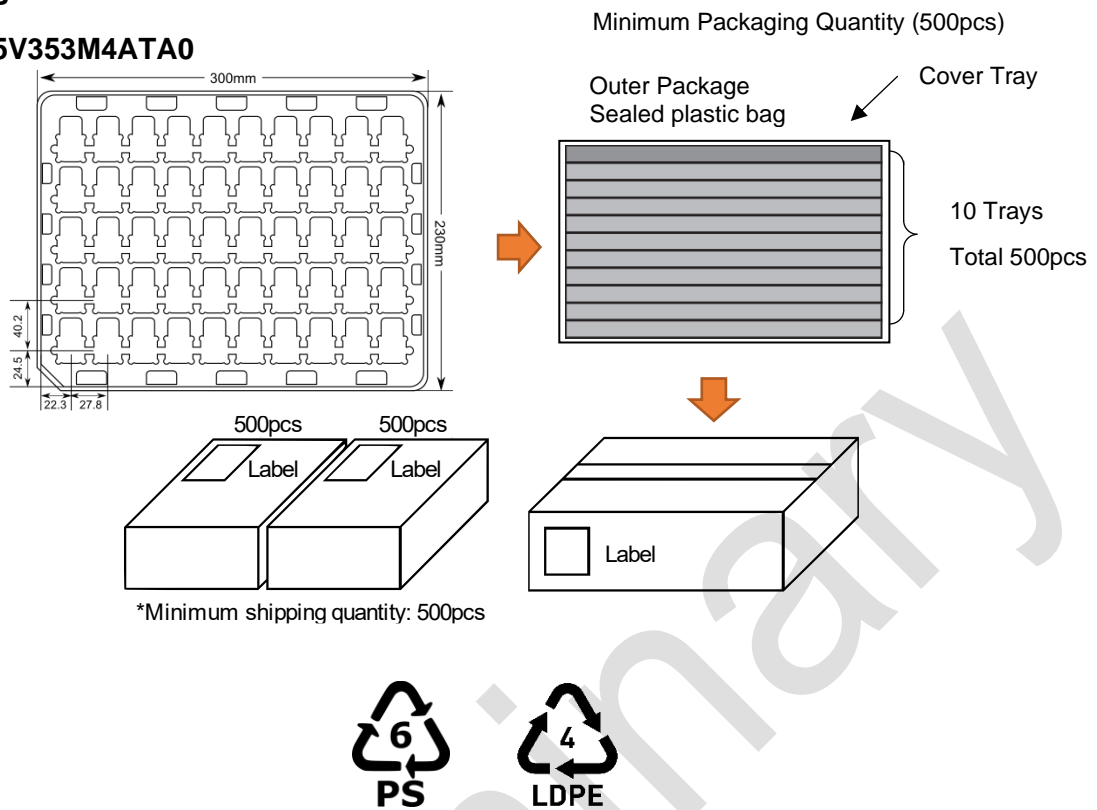 Minimum Packaging Quantity (500pcs)
5V353M4ATA0
300mm
230mm
40.2
24.5
22.3
27.8
Outer Package
Sealed plastic bag
Cover Tray
10 Trays
Total 500pcs
500pcs
500pcs
Label
Label
*Minimum shipping quantity: 500pcs
Label
6
PS
4
LDPE
inary